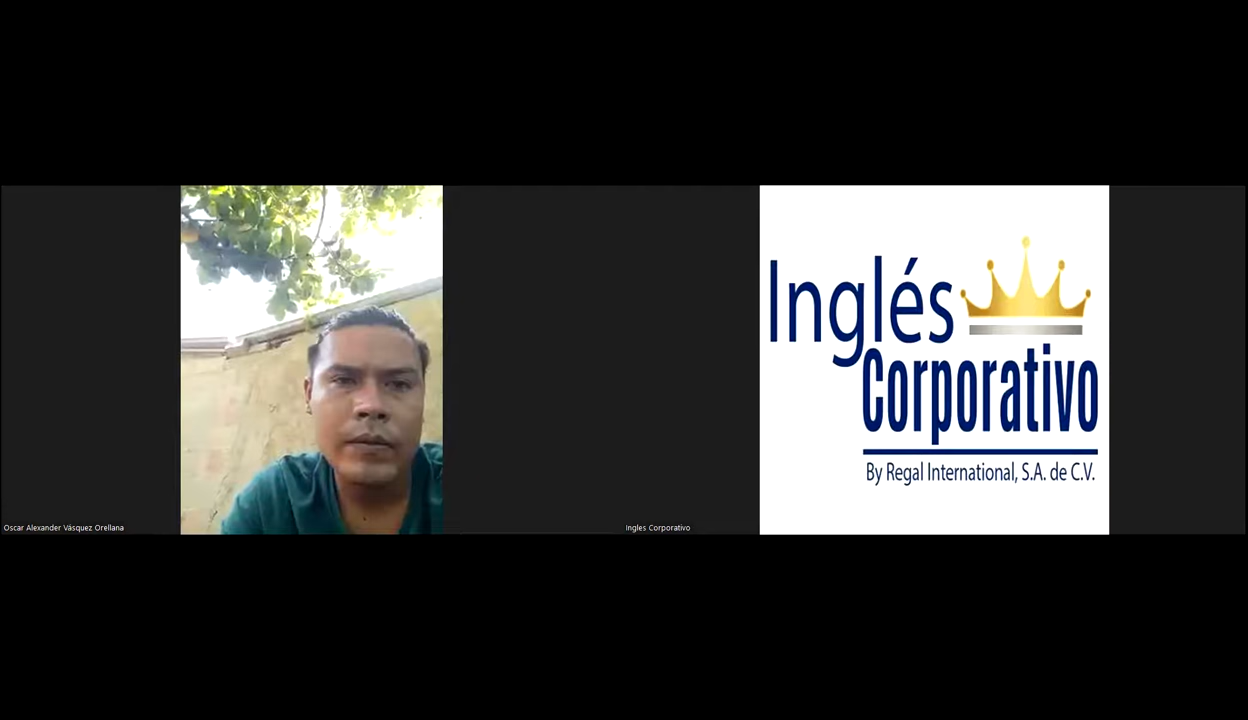 Inglés
Corporativo
By Regal International, S.A. de C.V.
Oscar Alexander Vásquez Orellana
Ingles Corporativo